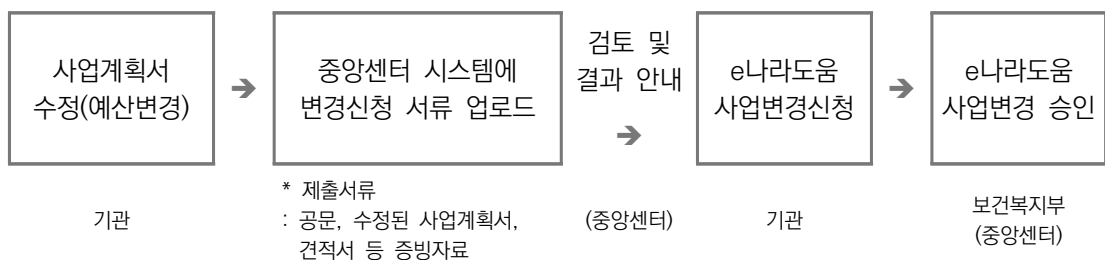 사업계획서
수정(예산변경)
➔
중앙센터 시스템에
변경신청 서류 업로드
검토 및
결과 안내
➔
e나라도움
사업변경신청
➔
e나라도움
사업변경 승인
기관
* 제출서류
: 공문, 수정된 사업계획서,
견적서 등 증빙자료
(중앙센터)
기관
보건복지부
(중앙센터)